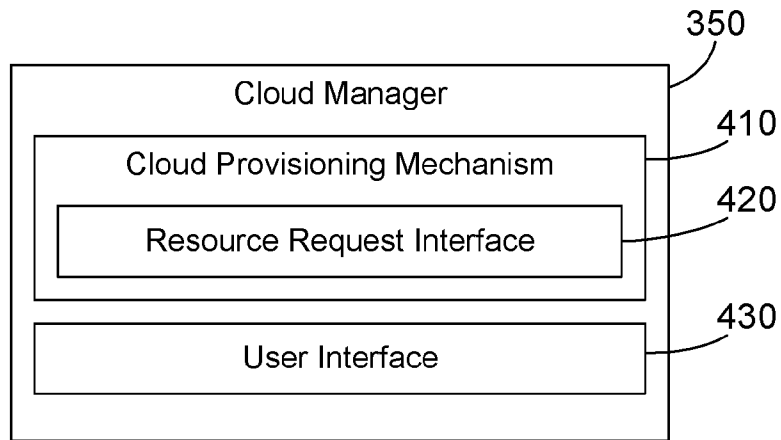 350
Cloud Manager
410
Cloud Provisioning Mechanism
420
Resource Request Interface
430
User Interface